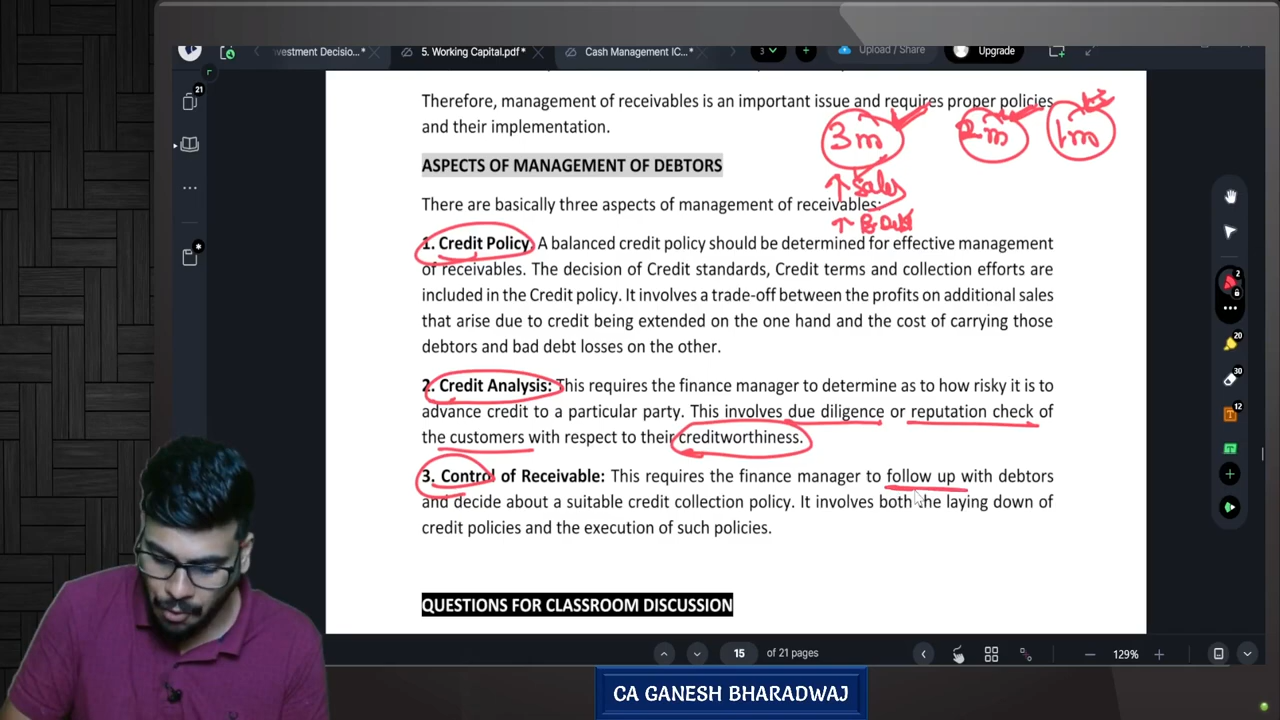 nvestment Decisio...*
5. Working Capital.pdf *
Cash Management IC...*
3
Upload / Share
Upgrade
21
Therefore, management of receivables is an important issue and requires proper policies
and their implementation.
3m 2m 1m
ASPECTS OF MANAGEMENT OF DEBTORS
↑ Sales
There are basically three aspects of management of receivables:
↑ B Debt
1. Credit Policy: A balanced credit policy should be determined for effective management
of receivables. The decision of Credit standards, Credit terms and collection efforts are
included in the Credit policy. It involves a trade-off between the profits on additional sales
that arise due to credit being extended on the one hand and the cost of carrying those
debtors and bad debt losses on the other.
2. Credit Analysis: This requires the finance manager to determine as to how risky it is to
advance credit to a particular party. This involves due diligence or reputation check of
the customers with respect to their creditworthiness.
3. Control of Receivable: This requires the finance manager to follow up with debtors
and decide about a suitable credit collection policy. It involves both the laying down of
credit policies and the execution of such policies.
QUESTIONS FOR CLASSROOM DISCUSSION
2
20
30
12
15 of 21 pages
129%
CA GANESH BHARADWAJ